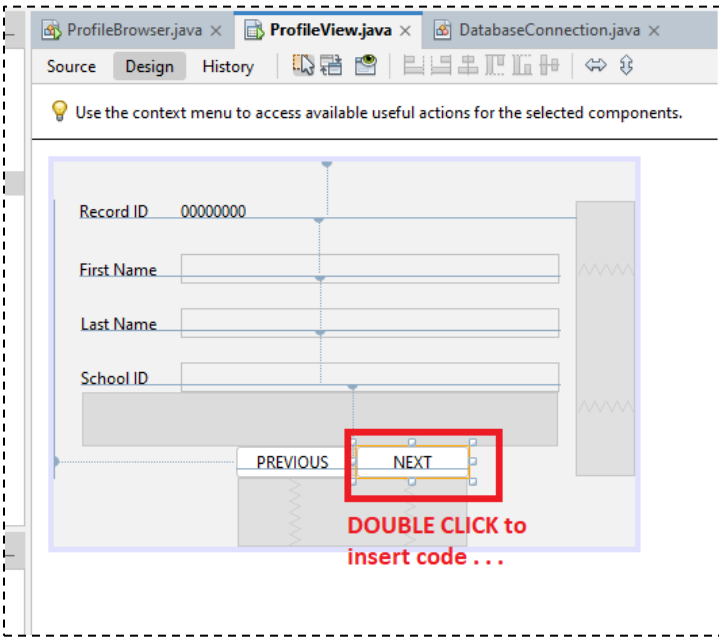 ProfileBrowser.java × ProfileView.java × DatabaseConnection.java ×
Source Design History
Use the context menu to access available useful actions for the selected components.
Record ID 00000000
First Name
Last Name
School ID
PREVIOUS NEXT
DOUBLE CLICK to
insert code . . .